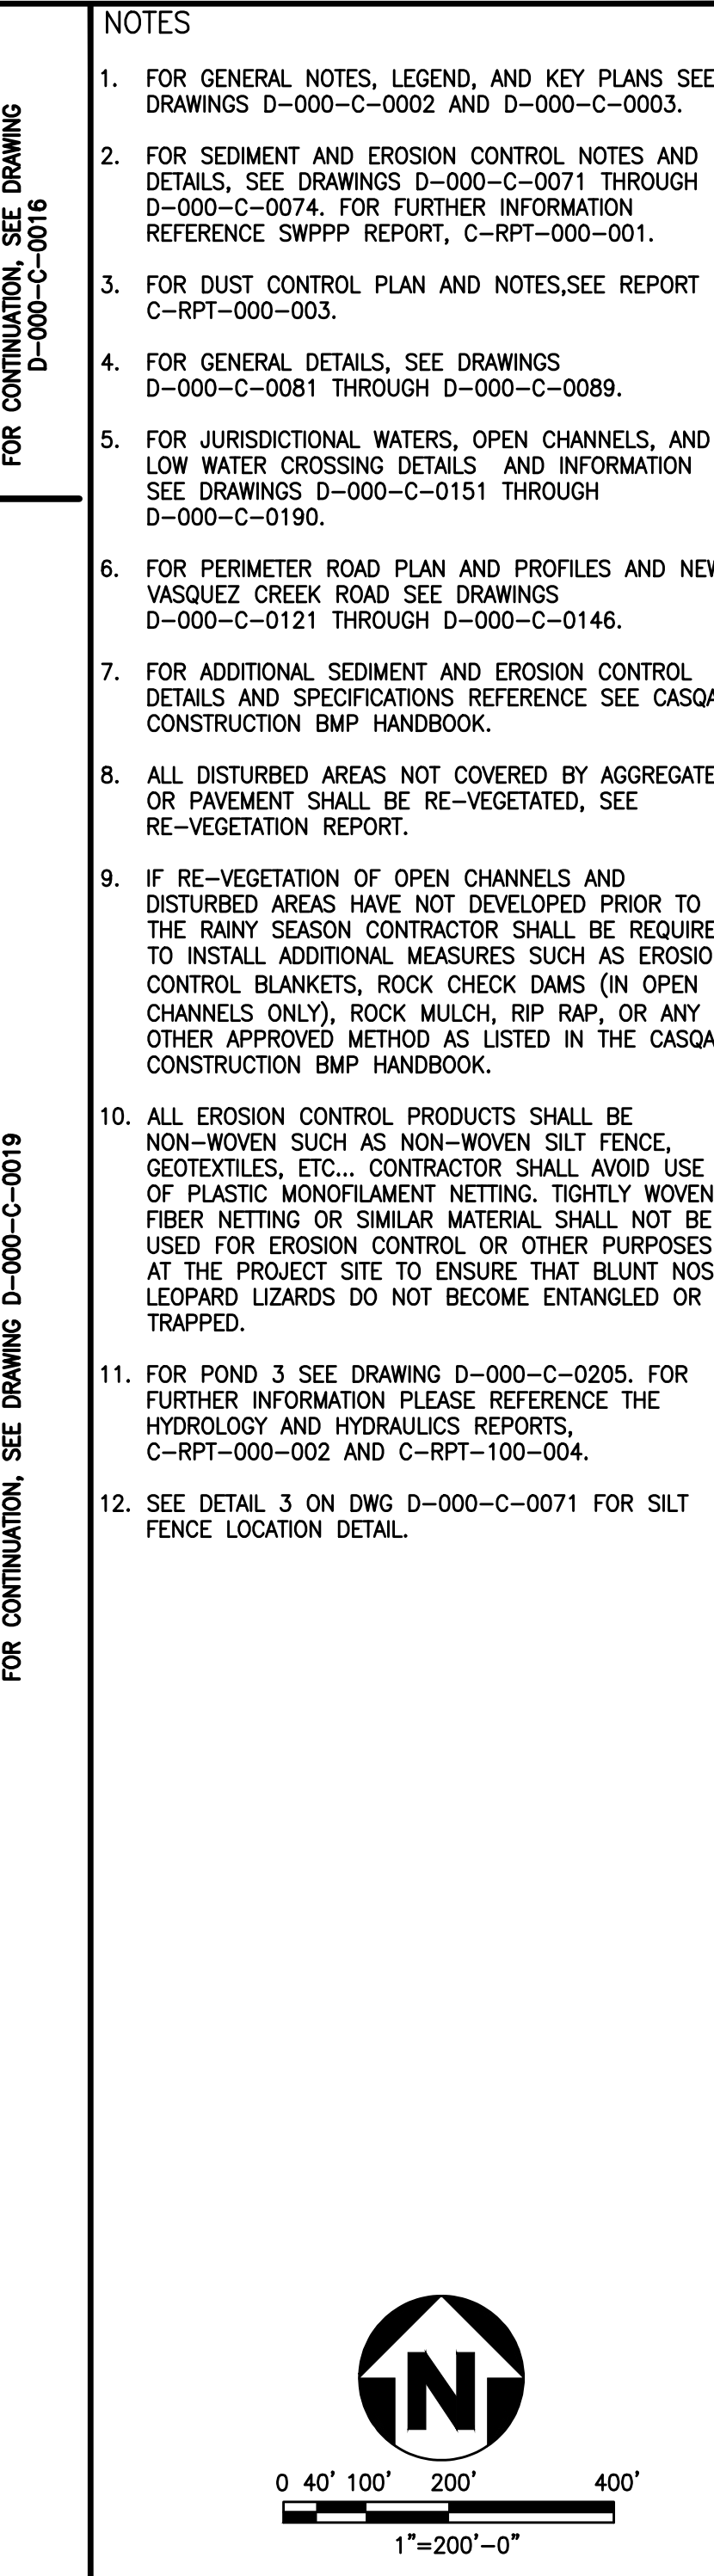 FOR CONTINUATION, SEE DRAWING
D-000-C-0016
FOR CONTINUATION, SEE DRAWING D-000-C-0019
NOTES
1. FOR GENERAL NOTES, LEGEND, AND KEY PLANS SEE
DRAWINGS D-000-C-0002 AND D-000-C-0003.
2. FOR SEDIMENT AND EROSION CONTROL NOTES AND
DETAILS, SEE DRAWINGS D-000-C-0071 THROUGH
D-000-C-0074. FOR FURTHER INFORMATION
REFERENCE SWPPP REPORT, C-RPT-000-001.
3. FOR DUST CONTROL PLAN AND NOTES,SEE REPORT
C-RPT-000-003.
4. FOR GENERAL DETAILS, SEE DRAWINGS
D-000-C-0081 THROUGH D-000-C-0089.
5. FOR JURISDICTIONAL WATERS, OPEN CHANNELS, AND
LOW WATER CROSSING DETAILS AND INFORMATION
SEE DRAWINGS D-000-C-0151 THROUGH
D-000-C-0190.
6. FOR PERIMETER ROAD PLAN AND PROFILES AND NEW
VASQUEZ CREEK ROAD SEE DRAWINGS
D-000-C-0121 THROUGH D-000-C-0146.
7. FOR ADDITIONAL SEDIMENT AND EROSION CONTROL
DETAILS AND SPECIFICATIONS REFERENCE SEE CASQA
CONSTRUCTION BMP HANDBOOK.
8. ALL DISTURBED AREAS NOT COVERED BY AGGREGATE
OR PAVEMENT SHALL BE RE-VEGETATED, SEE
RE-VEGETATION REPORT.
9. IF RE-VEGETATION OF OPEN CHANNELS AND
DISTURBED AREAS HAVE NOT DEVELOPED PRIOR TO
THE RAINY SEASON CONTRACTOR SHALL BE REQUIRE
TO INSTALL ADDITIONAL MEASURES SUCH AS EROSIO
CONTROL BLANKETS, ROCK CHECK DAMS (IN OPEN
CHANNELS ONLY), ROCK MULCH, RIP RAP, OR ANY
OTHER APPROVED METHOD AS LISTED IN THE CASQA
CONSTRUCTION BMP HANDBOOK.
10. ALL EROSION CONTROL PRODUCTS SHALL BE
NON-WOVEN SUCH AS NON-WOVEN SILT FENCE,
GEOTEXTILES, ETC... CONTRACTOR SHALL AVOID USE
OF PLASTIC MONOFILAMENT NETTING. TIGHTLY WOVEN
FIBER NETTING OR SIMILAR MATERIAL SHALL NOT BE
USED FOR EROSION CONTROL OR OTHER PURPOSES
AT THE PROJECT SITE TO ENSURE THAT BLUNT NOS
LEOPARD LIZARDS DO NOT BECOME ENTANGLED OR
TRAPPED.
11. FOR POND 3 SEE DRAWING D-000-C-0205. FOR
FURTHER INFORMATION PLEASE REFERENCE THE
HYDROLOGY AND HYDRAULICS REPORTS,
C-RPT-000-002 AND C-RPT-100-004.
12. SEE DETAIL 3 ON DWG D-000-C-0071 FOR SILT
FENCE LOCATION DETAIL.
N
0 40' 100' 200' 400'
1"=200'-0"